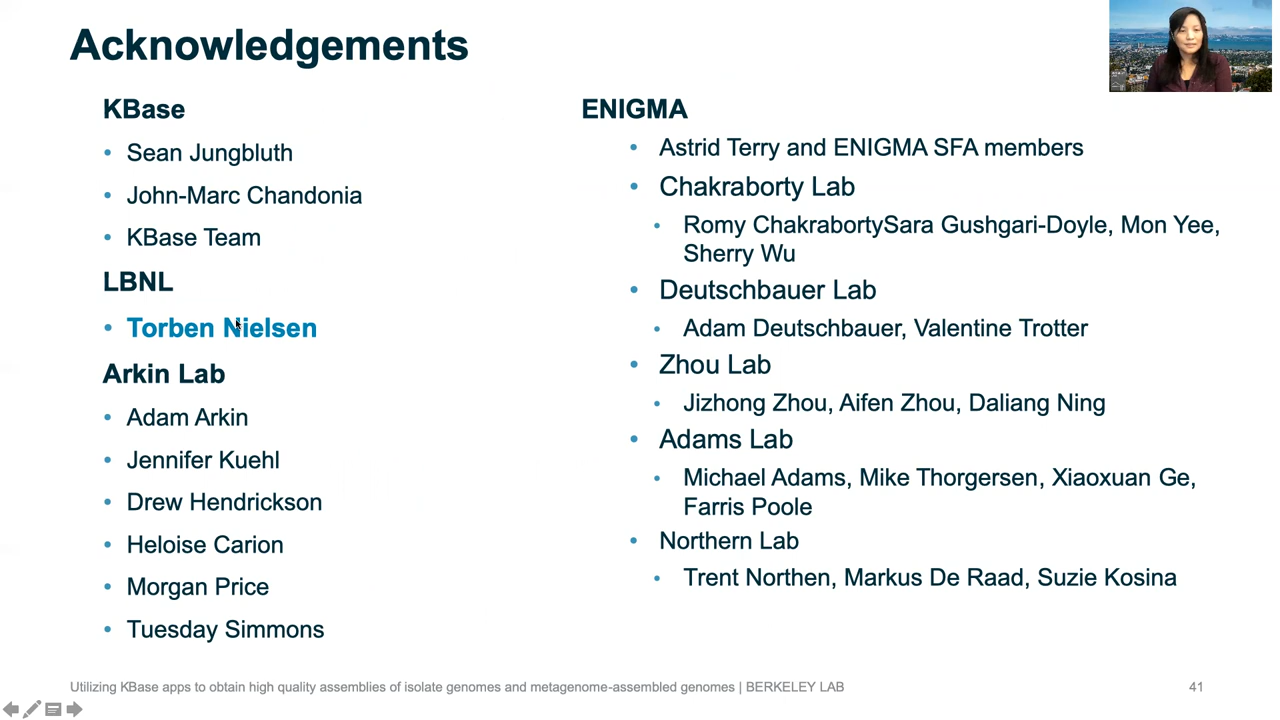 Acknowledgements
KBase
• Sean Jungbluth
• John-Marc Chandonia
• KBase Team
LBNL
• Torben Nielsen
Arkin Lab
• Adam Arkin
• Jennifer Kuehl
• Drew Hendrickson
• Heloise Carion
• Morgan Price
• Tuesday Simmons
ENIGMA
• Astrid Terry and ENIGMA SFA members
• Chakraborty Lab
• Romy ChakrabortySara Gushgari-Doyle, Mon Yee,
Sherry Wu
• Deutschbauer Lab
• Adam Deutschbauer, Valentine Trotter
• Zhou Lab
• Jizhong Zhou, Aifen Zhou, Daliang Ning
• Adams Lab
• Michael Adams, Mike Thorgersen, Xiaoxuan Ge,
Farris Poole
• Northern Lab
• Trent Northen, Markus De Raad, Suzie Kosina
Utilizing KBase apps to obtain high quality assemblies of isolate genomes and metagenome-assembled genomes | BERKELEY LAB
41